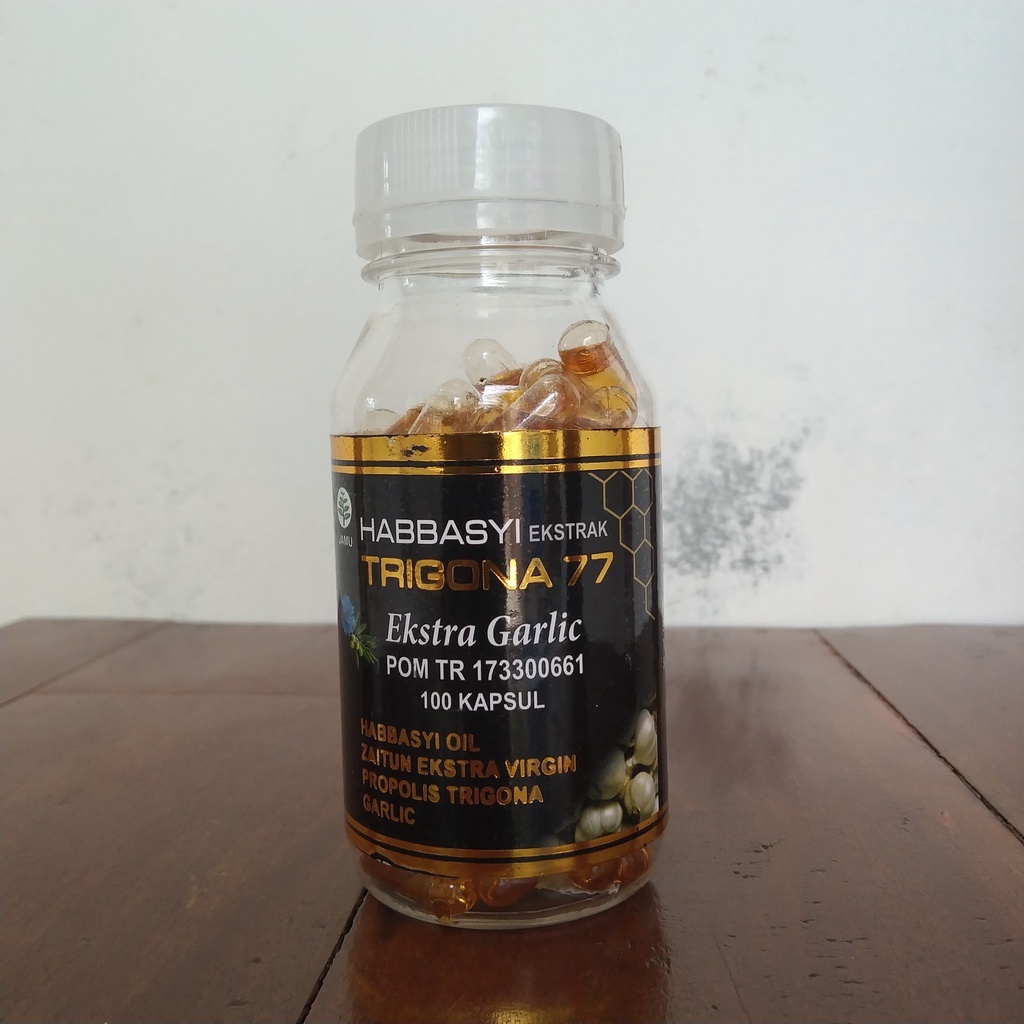 JAMU
HABBASYI EKSTRAK
TRIGONA 77
Ekstra Garlic
POM TR 173300661
100 KAPSUL
HABBASYI OIL
ZAITUN EKSTRA VIRGIN
PROPOLIS TRIGONA
GARLIC